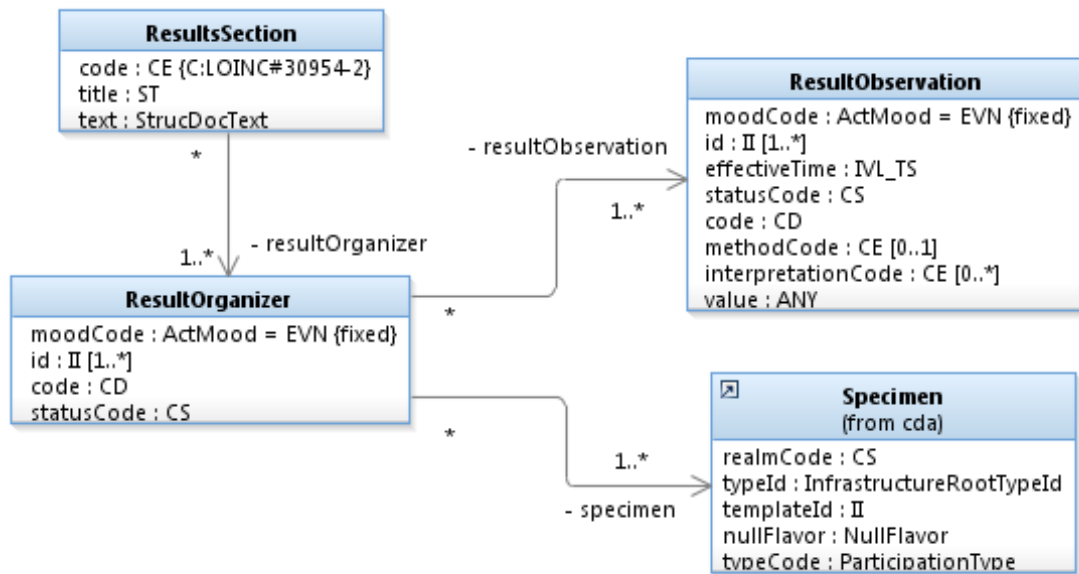 ResultsSection
code : CE {C:LOINC#30954-2}
title : ST
text : StrucDocText
*
1..*
- resultOrganizer
ResultOrganizer
moodCode : ActMood = EVN {fixed}
id : II [1..*]
code : CD
statusCode : CS
*
- resultObservation
1..*
ResultObservation
moodCode : ActMood = EVN {fixed}
id : II [1..*]
effectiveTime : IVL_TS
statusCode : CS
code : CD
methodCode : CE [0..1]
interpretationCode : CE [0..*]
value : ANY
*
1..*
- specimen
Specimen
(from cda)
realmCode : CS
typeId : InfrastructureRootTypeId
templateId : II
nullFlavor : NullFlavor
typeCode : ParticipationType